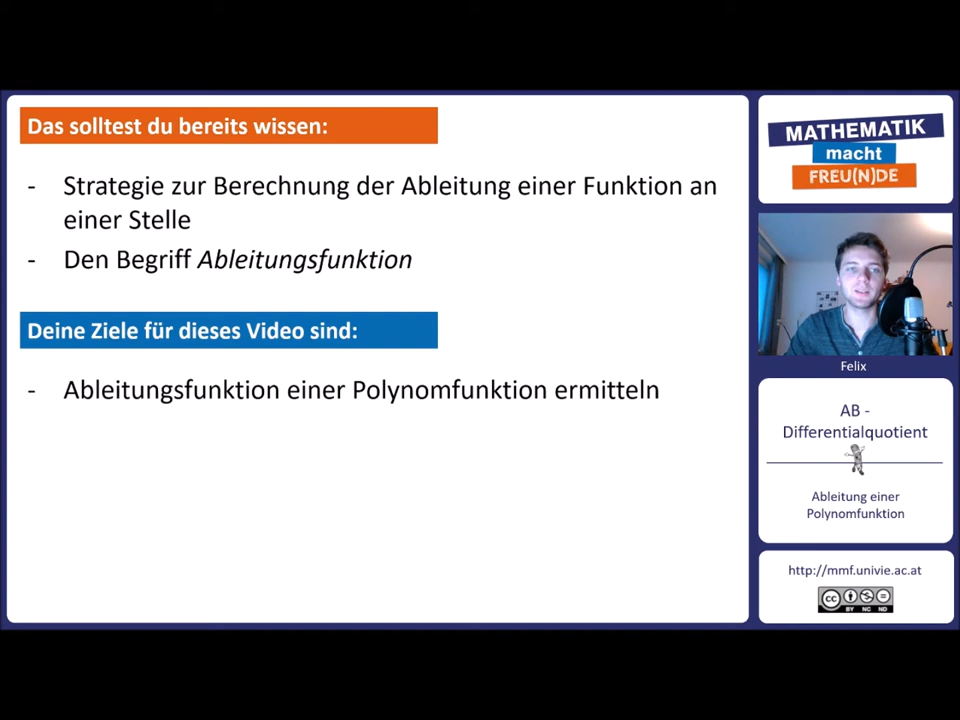 Das solltest du bereits wissen:
- Strategie zur Berechnung der Ableitung einer Funktion an
einer Stelle
- Den Begriff Ableitungsfunktion
Deine Ziele für dieses Video sind:
- Ableitungsfunktion einer Polynomfunktion ermitteln
MATHEMATIK
macht
FREU(N)DE
Felix
AB -
Differentialquotient
Ableitung einer
Polynomfunktion
http://mmf.univie.ac.at
cc
BY NC ND